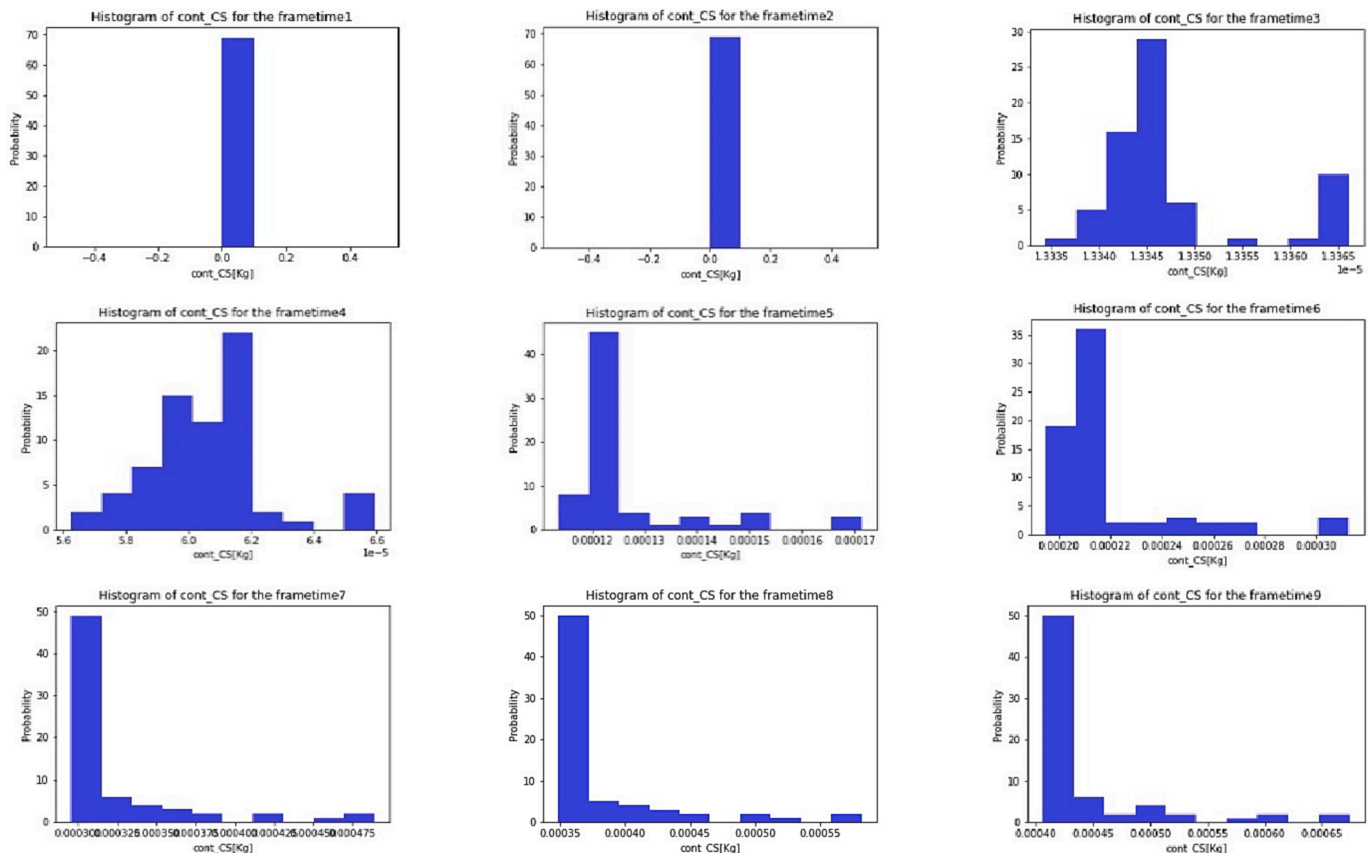 Histogram of cont_CS for the frametime1
Probability
70
60
50
40
30
20
10
0
−0.4 −0.2 0.0 0.2 0.4
cont_CS[Kg]
Histogram of cont_CS for the frametime2
Probability
70
60
50
40
30
20
10
0
−0.4 −0.2 0.0 0.2 0.4
cont_CS[Kg]
Histogram of cont_CS for the frametime3
Probability
30
25
20
15
10
5
0
1.3335 1.3340 1.3345 1.3350 1.3355 1.3360 1.3365
1e−5
cont_CS[Kg]
Histogram of cont_CS for the frametime4
Probability
20
15
10
5
0
5.6 5.8 6.0 6.2 6.4 6.6
1e−5
cont_CS[Kg]
Histogram of cont_CS for the frametime5
Probability
40
30
20
10
0
0.00012 0.00013 0.00014 0.00015 0.00016 0.00017
cont_CS[Kg]
Histogram of cont_CS for the frametime6
Probability
35
30
25
20
15
10
5
0
0.00020 0.00022 0.00024 0.00026 0.00028 0.00030
cont_CS[Kg]
Histogram of cont_CS for the frametime7
Probability
50
40
30
20
10
0
0.000300 0.000325 0.000350 0.000375 0.000400 0.000425 0.000450 0.000475
cont_CS[Kg]
Histogram of cont_CS for the frametime8
Probability
50
40
30
20
10
0
0.00035 0.00040 0.00045 0.00050 0.00055
cont_CS[Kg]
Histogram of cont_CS for the frametime9
Probability
50
40
30
20
10
0
0.00040 0.00045 0.00050 0.00055 0.00060 0.00065
cont_CS[Kg]